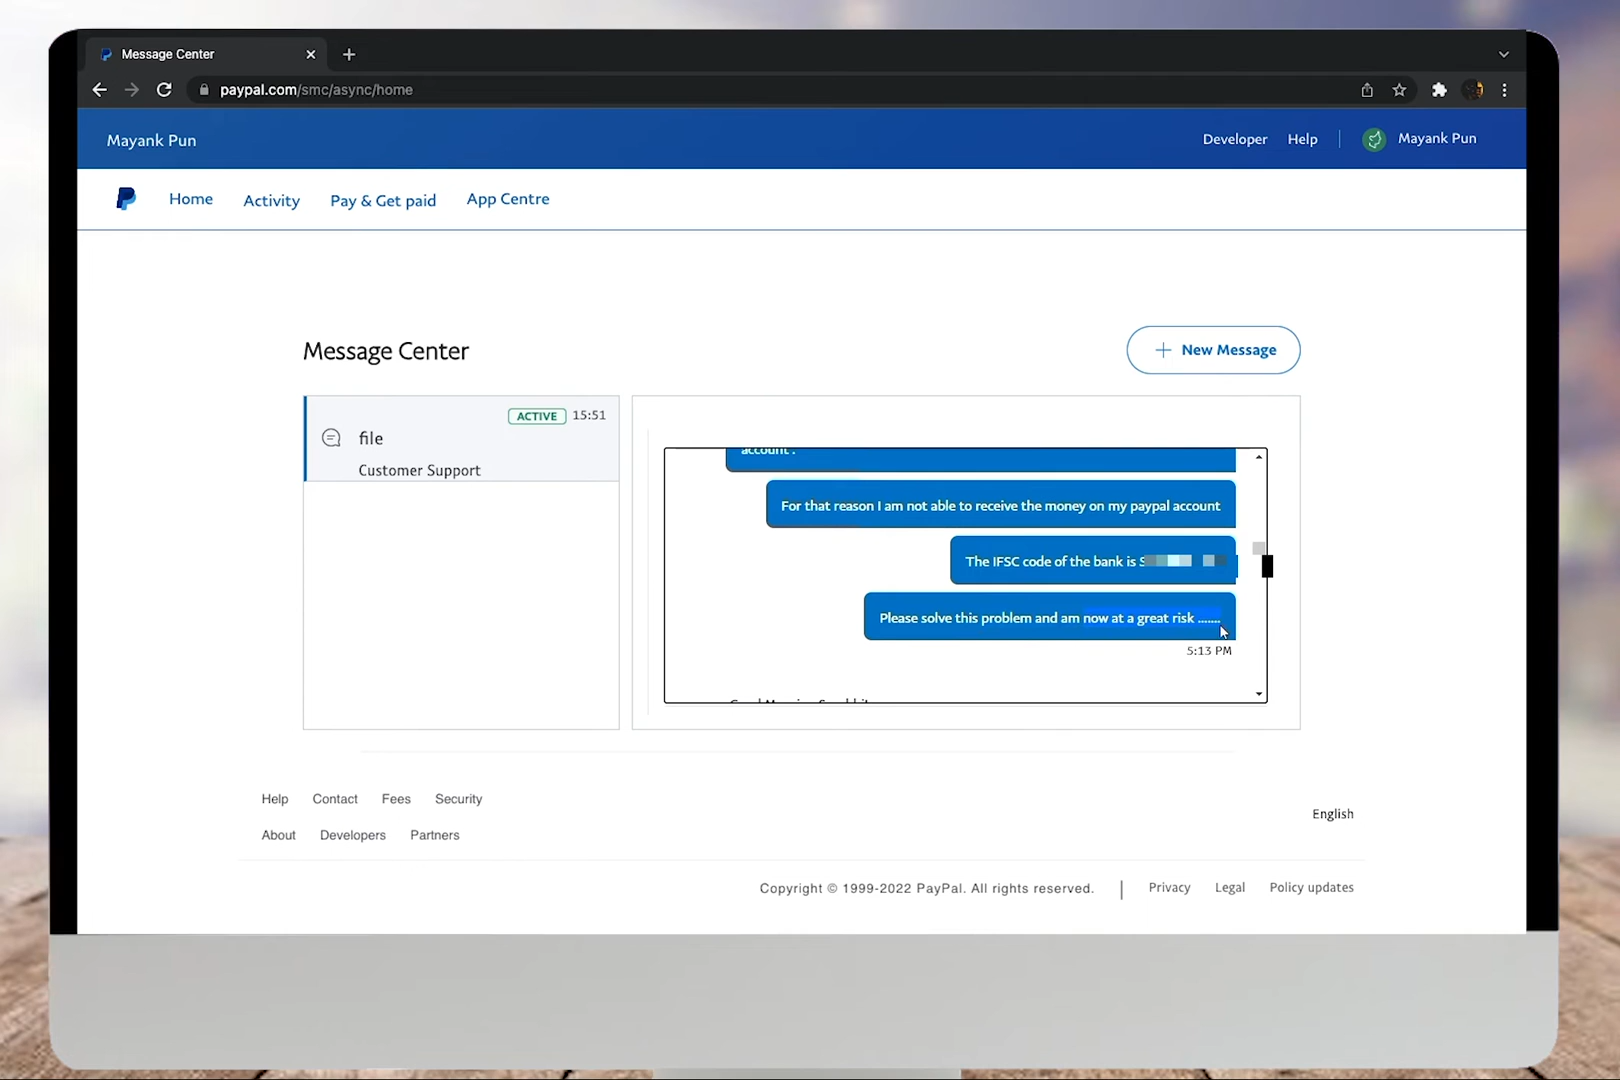 Message Center
paypal.com/smc/async/home
Mayank Pun
Developer Help Mayank Pun
Home Activity Pay & Get paid App Centre
Message Center
New Message
ACTIVE 15:51
file
Customer Support
account .
For that reason I am not able to receive the money on my paypal account
The IFSC code of the bank is
Please solve this problem and am now at a great risk .......
5:13 PM
Help Contact Fees Security
English
About Developers Partners
Copyright © 1999-2022 PayPal. All rights reserved. | Privacy Legal Policy updates